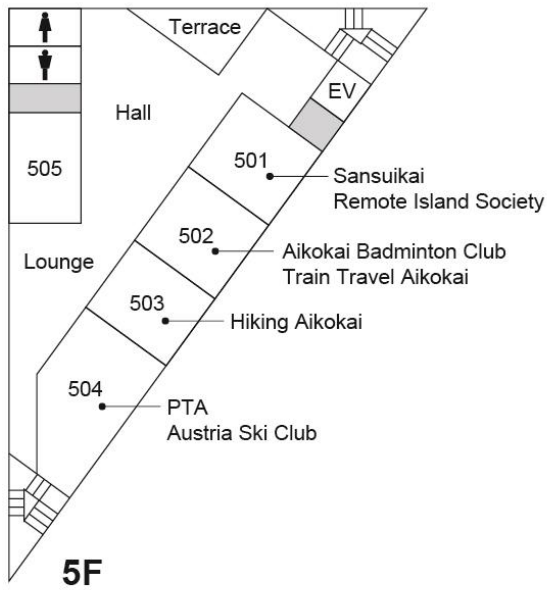 Terrace
EV
Hall
501
Sansuikai
Remote Island Society
505
502
Aikokai Badminton Club
Train Travel Aikokai
Lounge
503
Hiking Aikokai
504
PTA
Austria Ski Club
5F